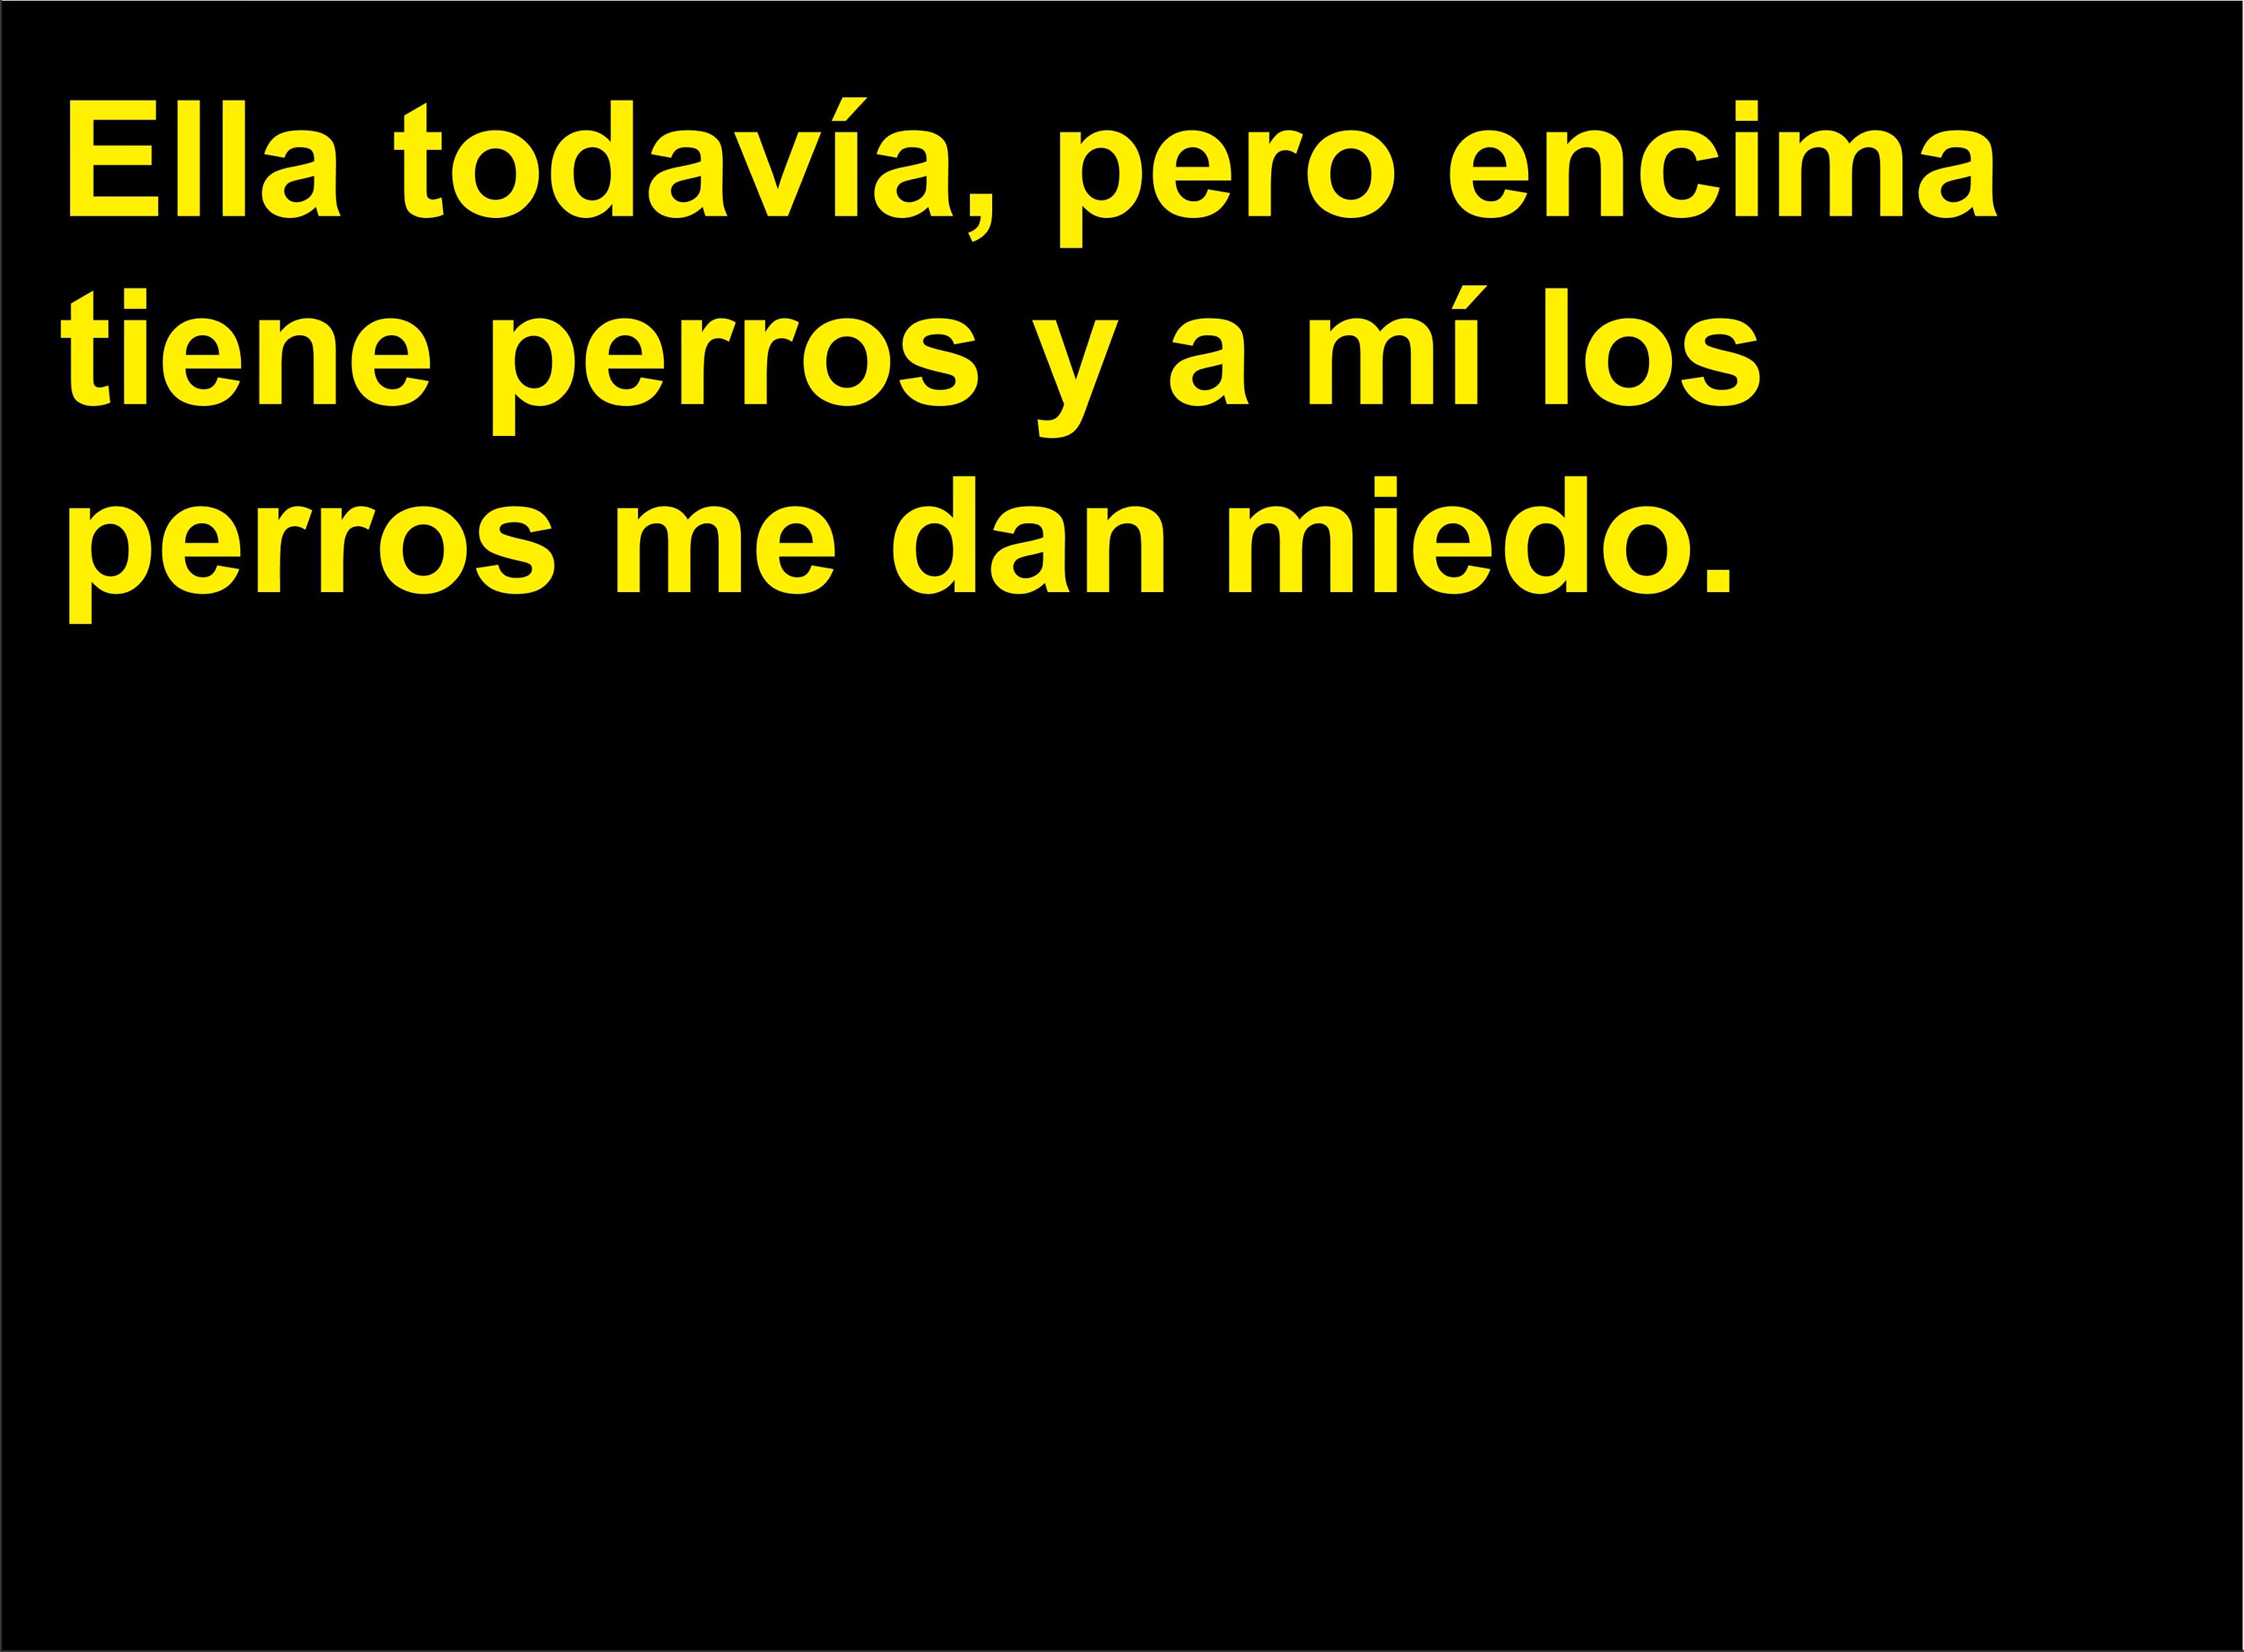 Ella todavía, pero encima
tiene perros y a mí los
perros me dan miedo.